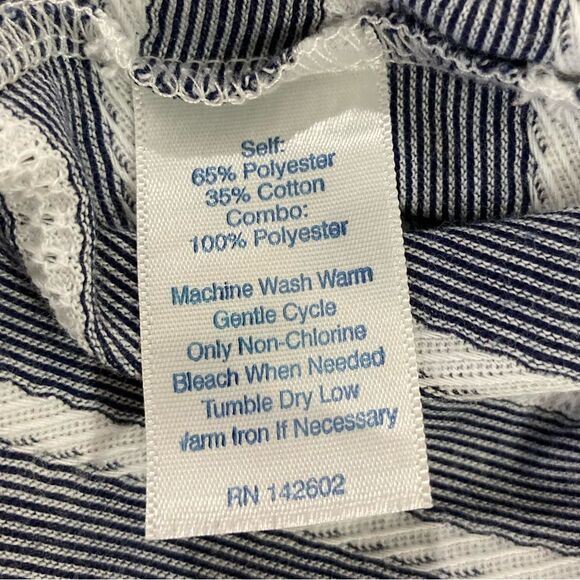 Self:
65% Polyester
35% Cotton
Combo:
100% Polyester
Machine Wash Warm
Gentle Cycle
Only Non-Chlorine
Bleach When Needed
Tumble Dry Low
Warm Iron If Necessary
RN 142602